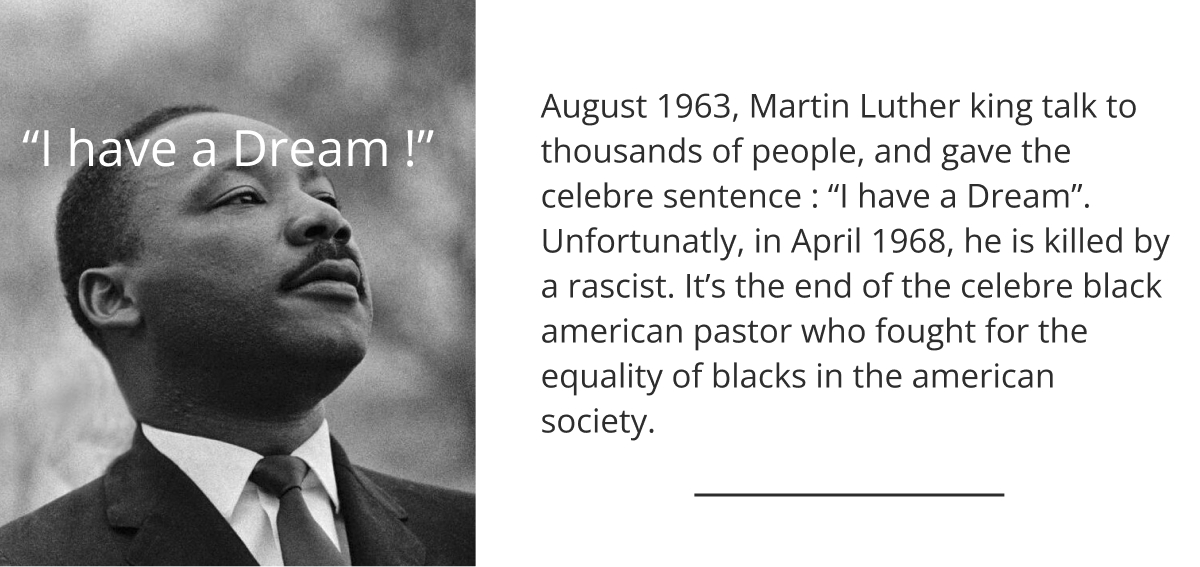 “I have a Dream !”
August 1963, Martin Luther king talk to
thousands of people, and gave the
celebre sentence : “I have a Dream”.
Unfortunatly, in April 1968, he is killed by
a rascist. It’s the end of the celebre black
american pastor who fought for the
equality of blacks in the american
society.